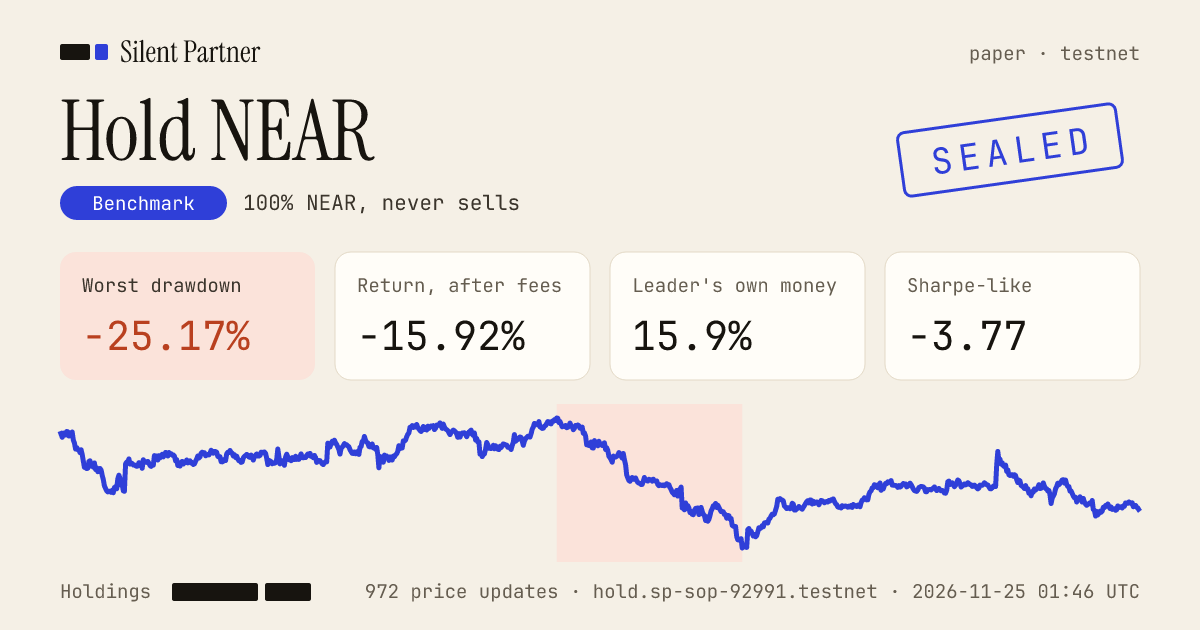 Silent Partner
paper · testnet
Hold NEAR
SEALED
Benchmark 100% NEAR, never sells
Worst drawdown
-25.17%
Return, after fees
-15.92%
Leader's own money
15.9%
Sharpe-like
-3.77
Holdings
972 price updates · hold.sp-sop-92991.testnet · 2026-11-25 01:46 UTC